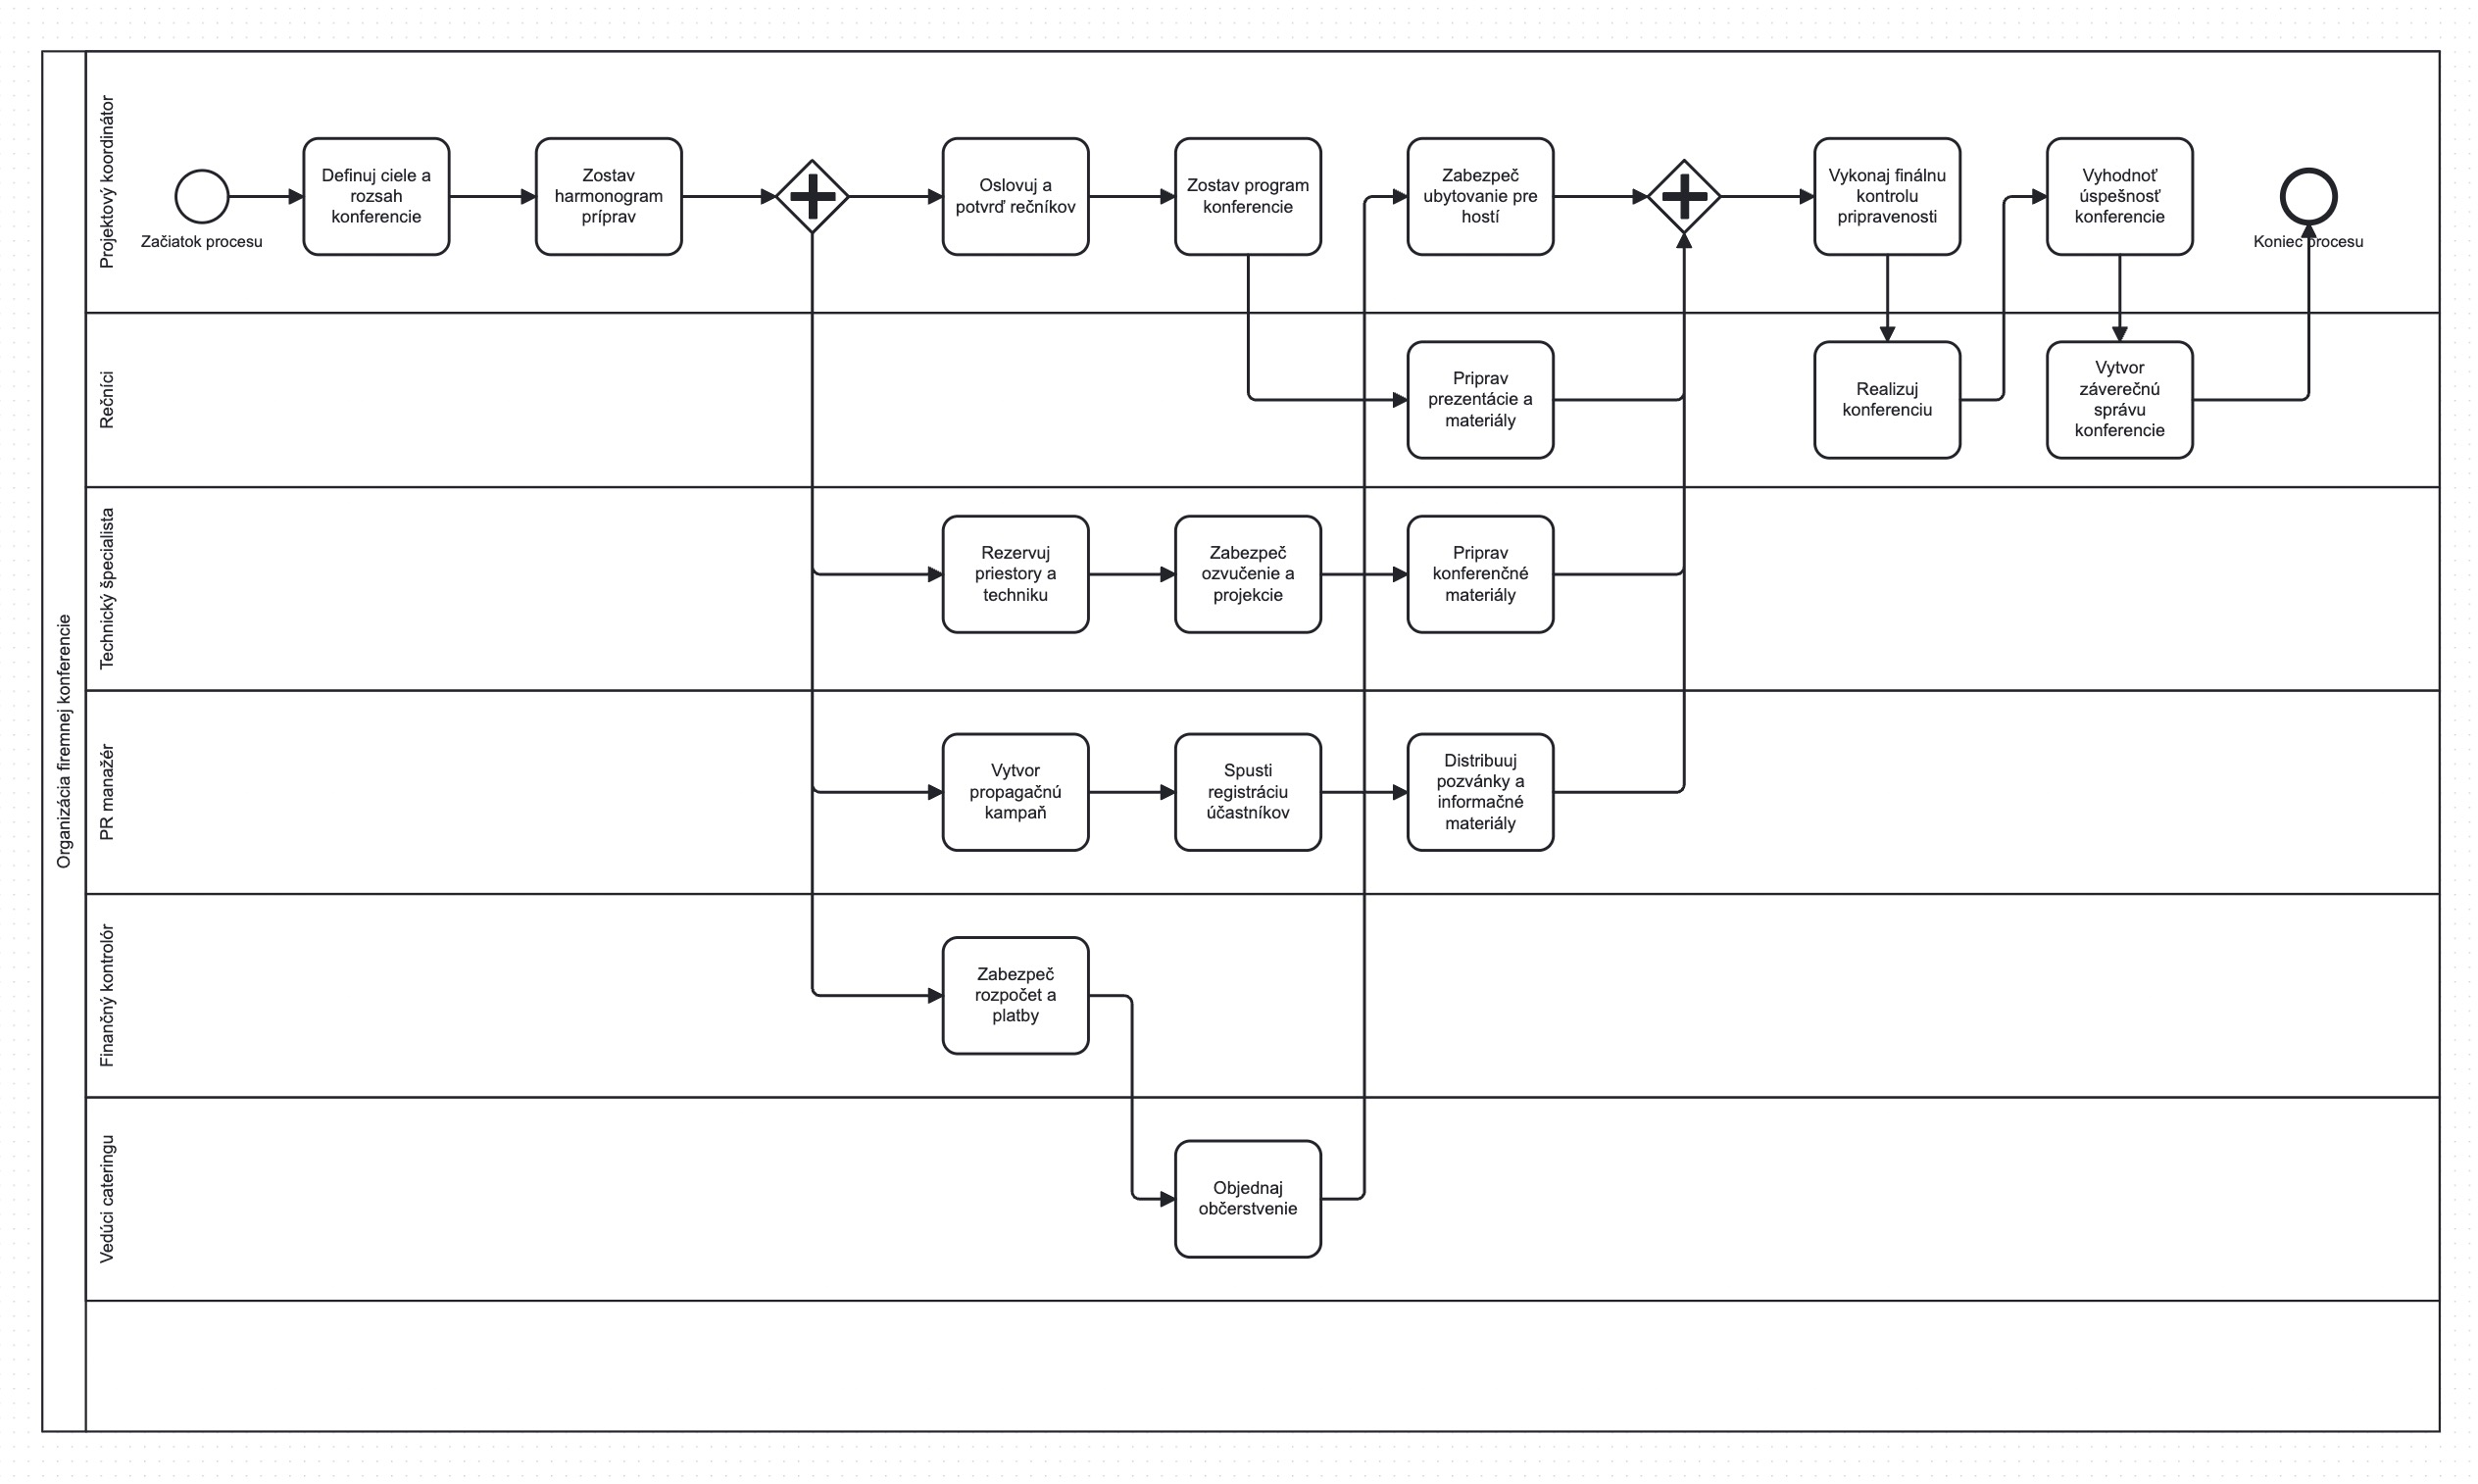 Organizácia firemnej konferencie
Projektový koordinátor
Začiatok procesu
Definuj ciele a
rozsah
konferencie
Zostav
harmonogram
príprav
Oslovuj a
potvrď rečníkov
Zostav program
konferencie
Zabezpeč
ubytovanie pre
hostí
Vykonaj finálnu
kontrolu
pripravenosti
Vyhodnoť
úspešnosť
konferencie
Koniec procesu
Rečníci
Priprav
prezentácie a
materiály
Realizuj
konferenciu
Vytvor
záverečnú
správu
konferencie
Technický špecialista
Rezervuj
priestory a
techniku
Zabezpeč
ozvučenie a
projekcie
Priprav
konferenčné
materiály
PR manažér
Vytvor
propagačnú
kampaň
Spusti
registráciu
účastníkov
Distribuuj
pozvánky a
informačné
materiály
Finančný kontrolór
Zabezpeč
rozpočet a
platby
Vedúci cateringu
Objednaj
občerstvenie